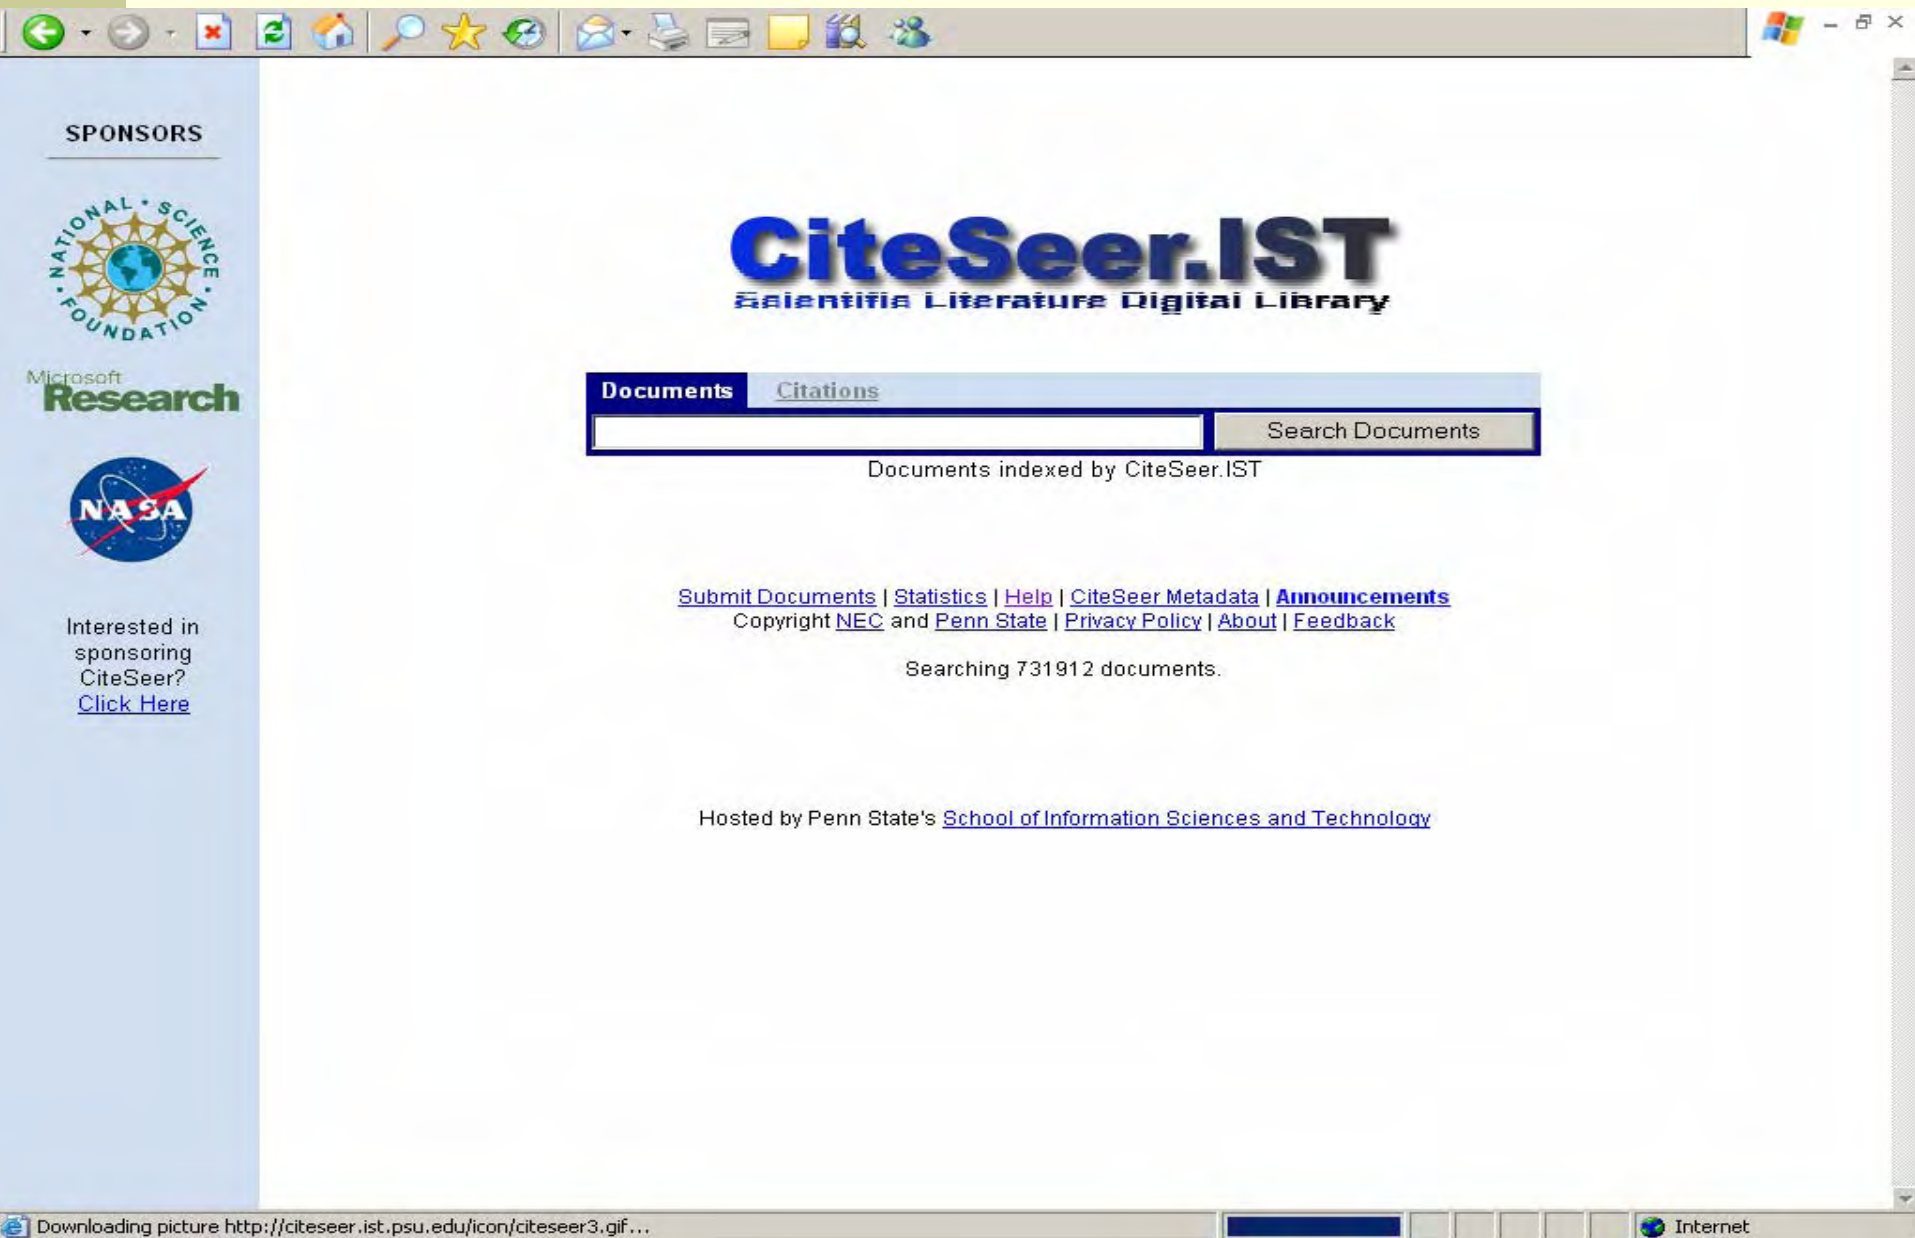 SPONSORS
NATIONAL • SCIENCE • FOUNDATION •
Microsoft
Research
NASA
Interested in
sponsoring
CiteSeer?
Click Here
CiteSeer.IST
Scientific Literature Digital Library
Documents Citations
Search Documents
Documents indexed by CiteSeer.IST
Submit Documents | Statistics | Help | CiteSeer Metadata | Announcements
Copyright NEC and Penn State | Privacy Policy | About | Feedback
Searching 731912 documents.
Hosted by Penn State's School of Information Sciences and Technology
Downloading picture http://citeseer.ist.psu.edu/icon/citeseer3.gif...
Internet